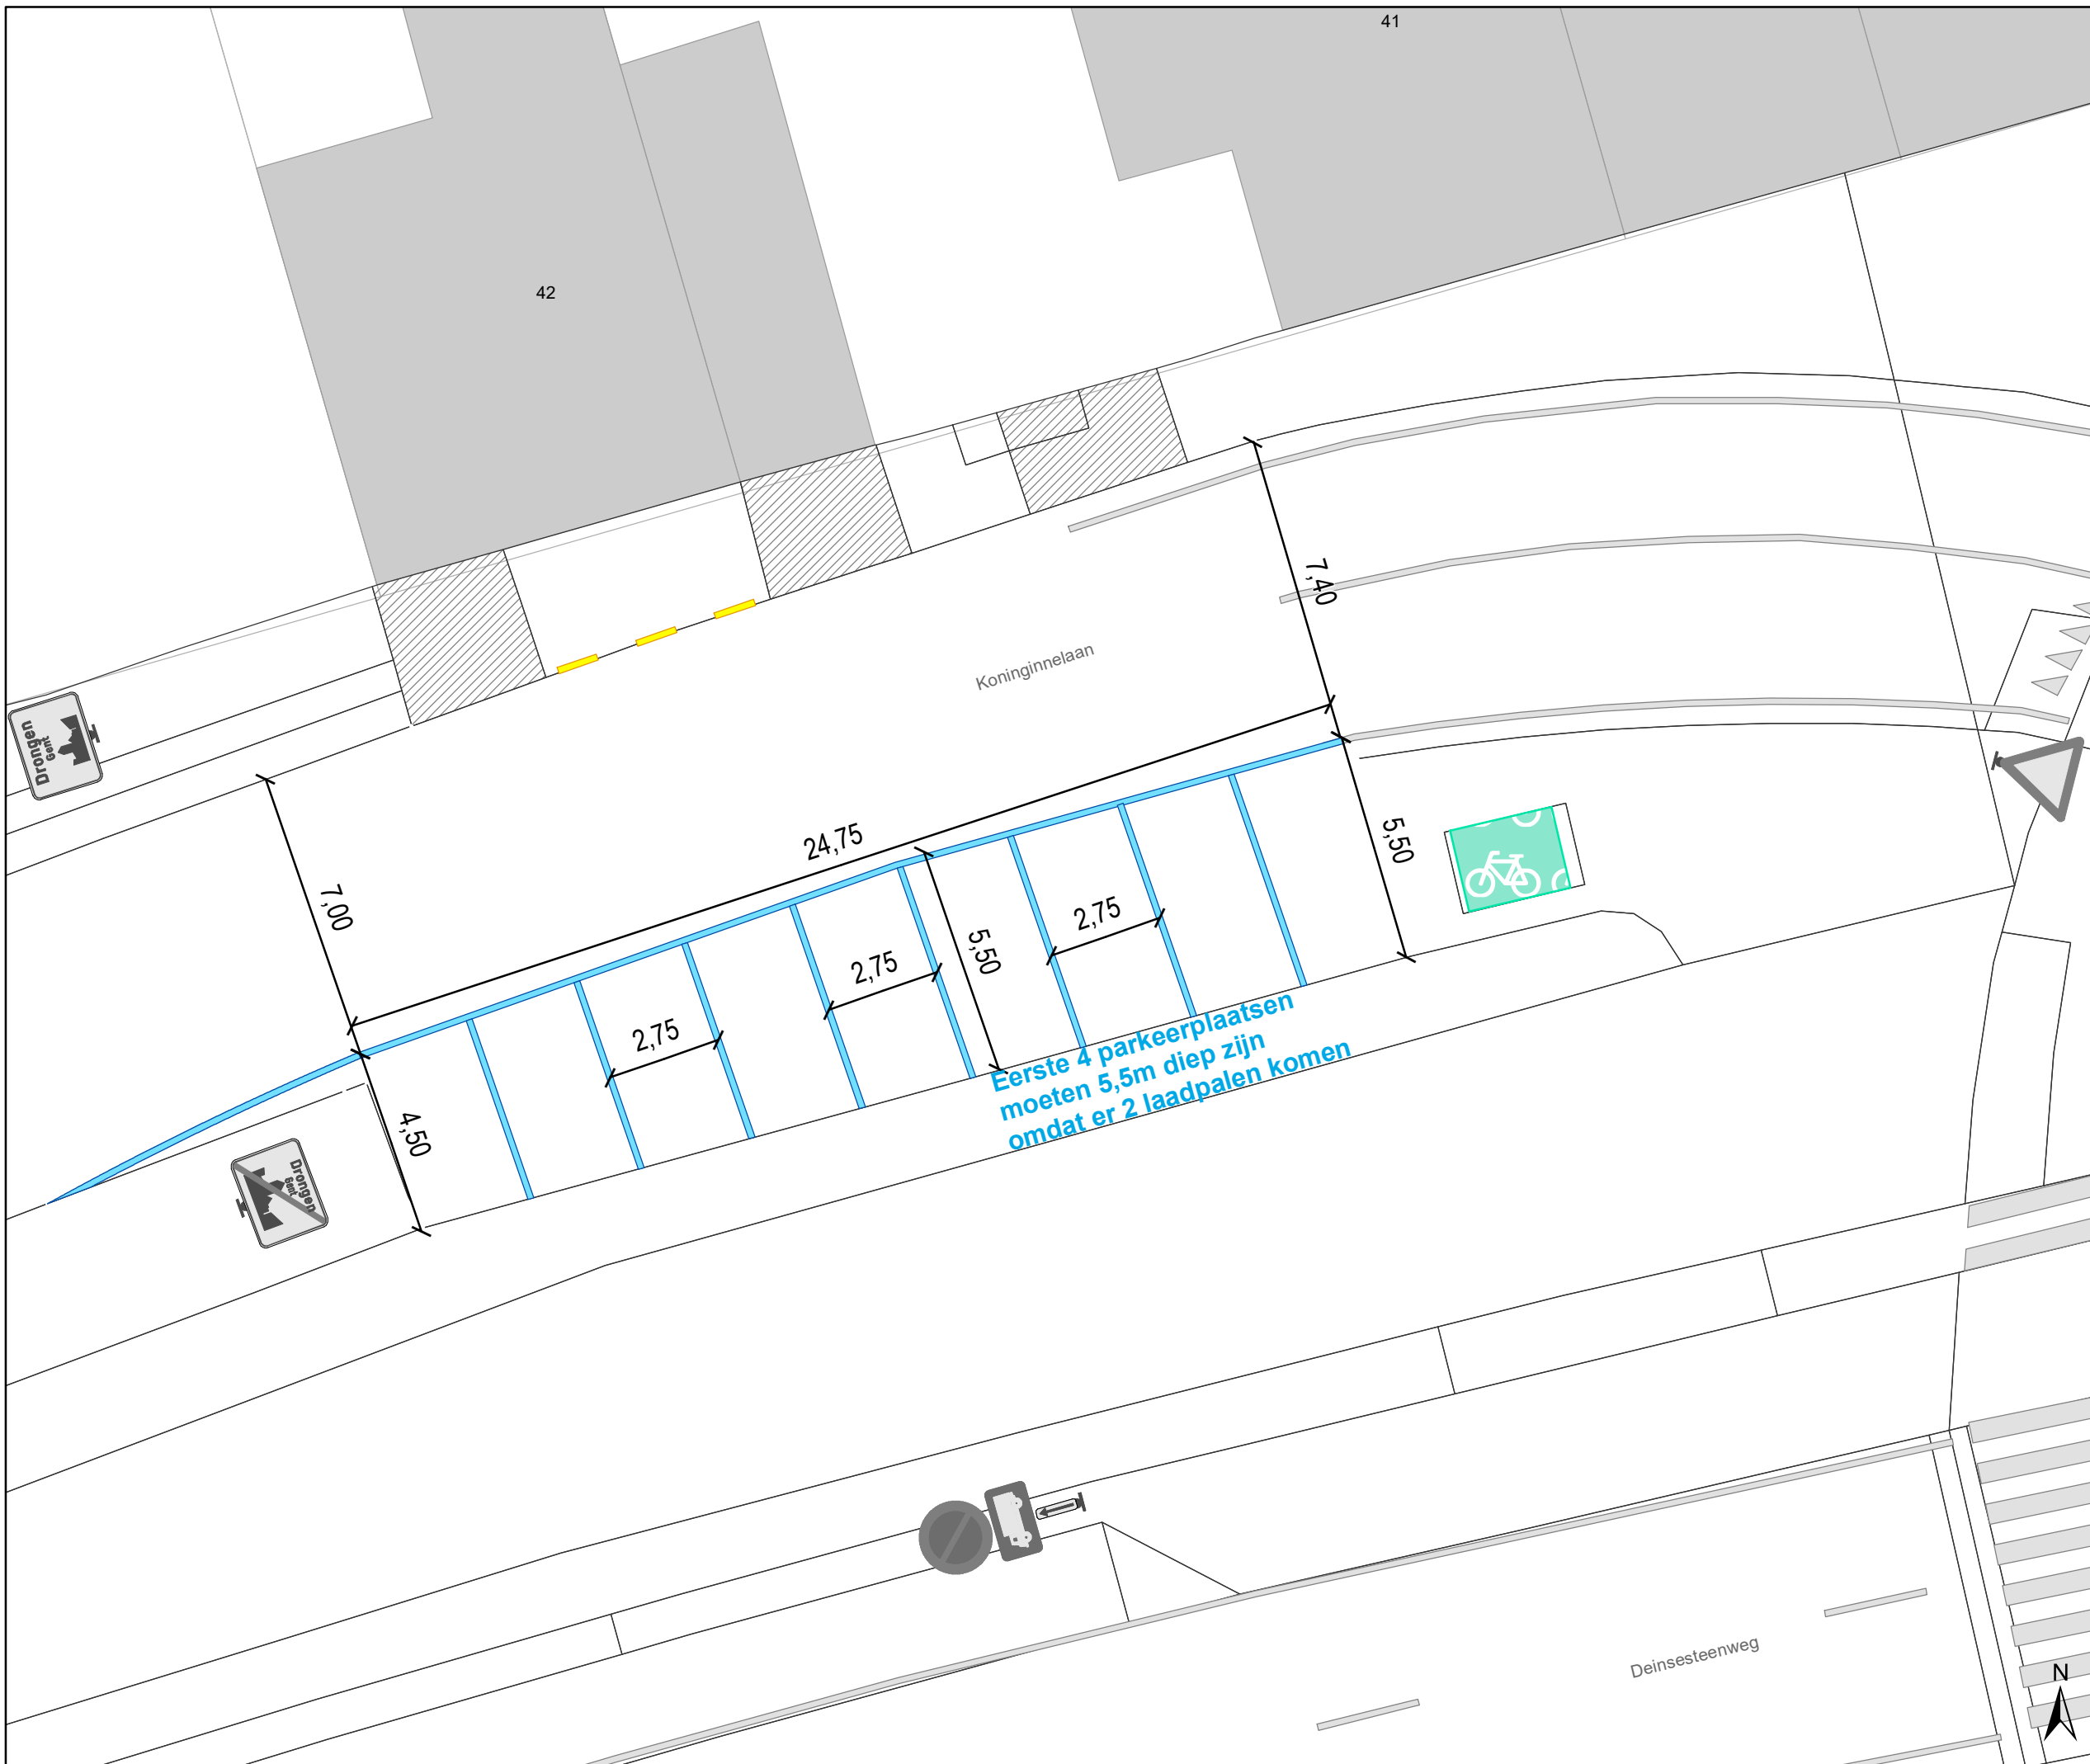 41
42
7,40
Koninginnelaan
Drongen
Gent
24,75
5,50
7,00
2,75
5,50
2,75
2,75
4,50
Eerste 4 parkeerplaatsen
moeten 5,5m diep zijn
omdat er 2 laadpalen komen
Drongen
Gent
Deinsesteenweg
N